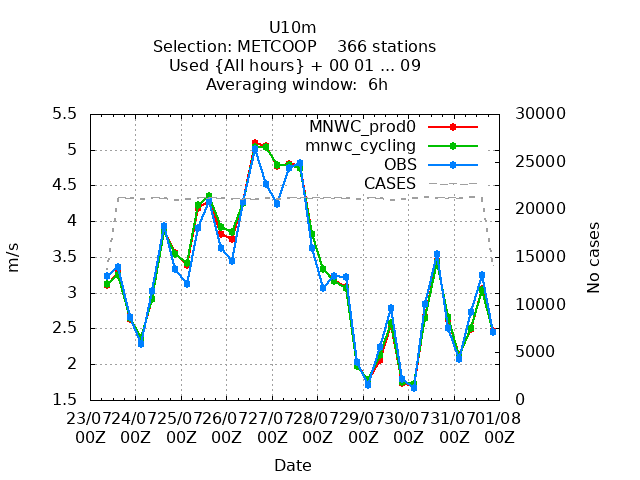 U10m
Selection: METCOOP    366 stations
Used {All hours} + 00 01 ... 09
Averaging window:  6h
5.5
5
4.5
4
3.5
3
2.5
2
1.5
m/s
MNWC_prod0
mnwc_cycling
OBS
CASES
30000
25000
20000
15000
10000
5000
0
No cases
23/07 24/07 25/07 26/07 27/07 28/07 29/07 30/07 31/07 01/08
00Z 00Z 00Z 00Z 00Z 00Z 00Z 00Z 00Z 00Z
Date